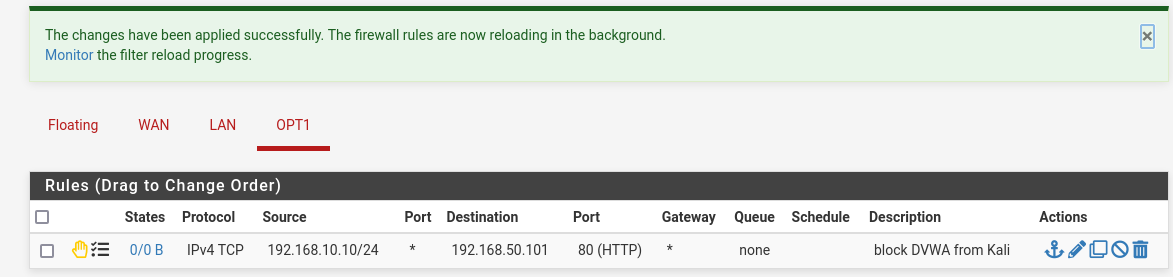 The changes have been applied successfully. The firewall rules are now reloading in the background.
Monitor the filter reload progress.
×
Floating WAN LAN OPT1
Rules (Drag to Change Order)
States Protocol Source Port Destination Port Gateway Queue Schedule Description Actions
0/0 B IPv4 TCP 192.168.10.10/24 * 192.168.50.101 80 (HTTP) * none block DVWA from Kali